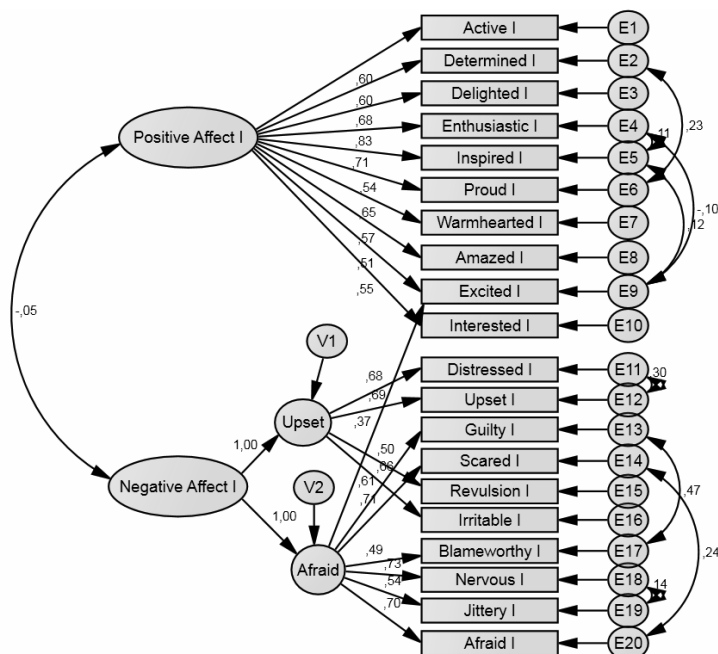 Active I
E1
Determined I
E2
Delighted I
E3
Enthusiastic I
E4
Inspired I
E5
Proud I
E6
Warmhearted I
E7
Amazed I
E8
Excited I
E9
Interested I
E10
Positive Affect I
,60
,60
,68
,83
,71
,54
,65
,57
,51
,55
,11
,23
-,10
,12
-,05
V1
Distressed I
E11
Upset I
E12
Guilty I
E13
Scared I
E14
Revulsion I
E15
Irritable I
E16
Blameworthy I
E17
Nervous I
E18
Jittery I
E19
Afraid I
E20
Upset
,68
,69
,37
,50
,61
,71
1,00
Negative Affect I
V2
1,00
Afraid
,49
,73
,54
,70
,30
,47
,24
,14